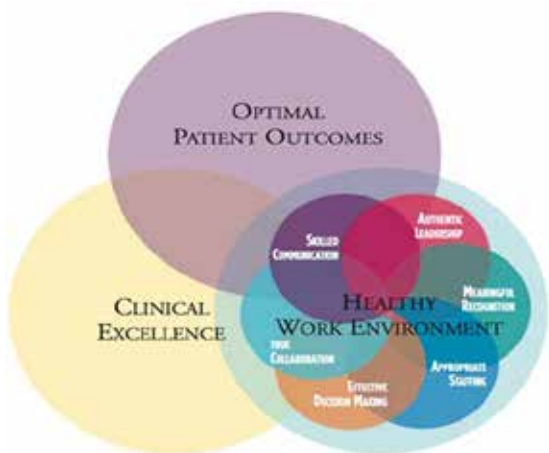 OPTIMAL
PATIENT OUTCOMES
SKILLED
COMMUNICATION
AUTHENTIC
LEADERSHIP
MEANINGFUL
RECOGNITION
CLINICAL
EXCELLENCE
HEALTHY
WORK ENVIRONMENT
TRUE
COLLABORATION
APPROPRIATE
STAFFING
EFFECTIVE
DECISION MAKING